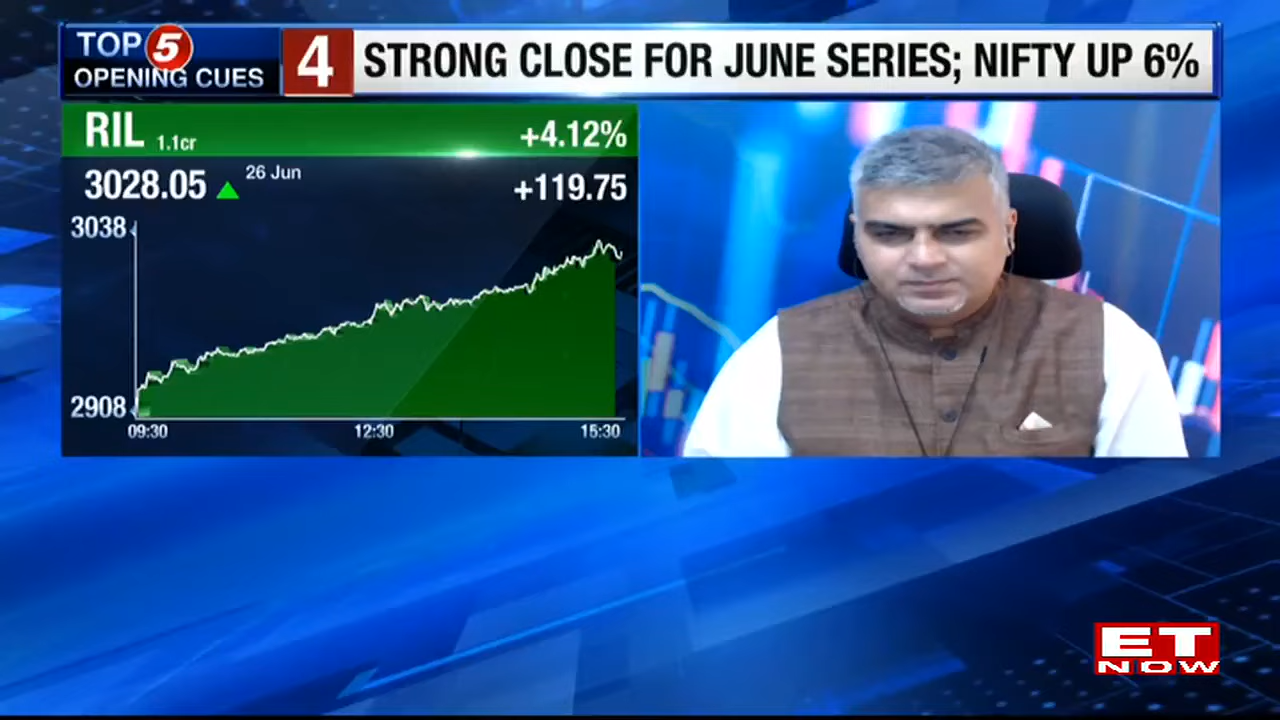 TOP 5
OPENING CUES
4
STRONG CLOSE FOR JUNE SERIES; NIFTY UP 6%
RIL 1.1cr +4.12%
3028.05 26 Jun +119.75
3038
2908
09:30 12:30 15:30
ET
NOW